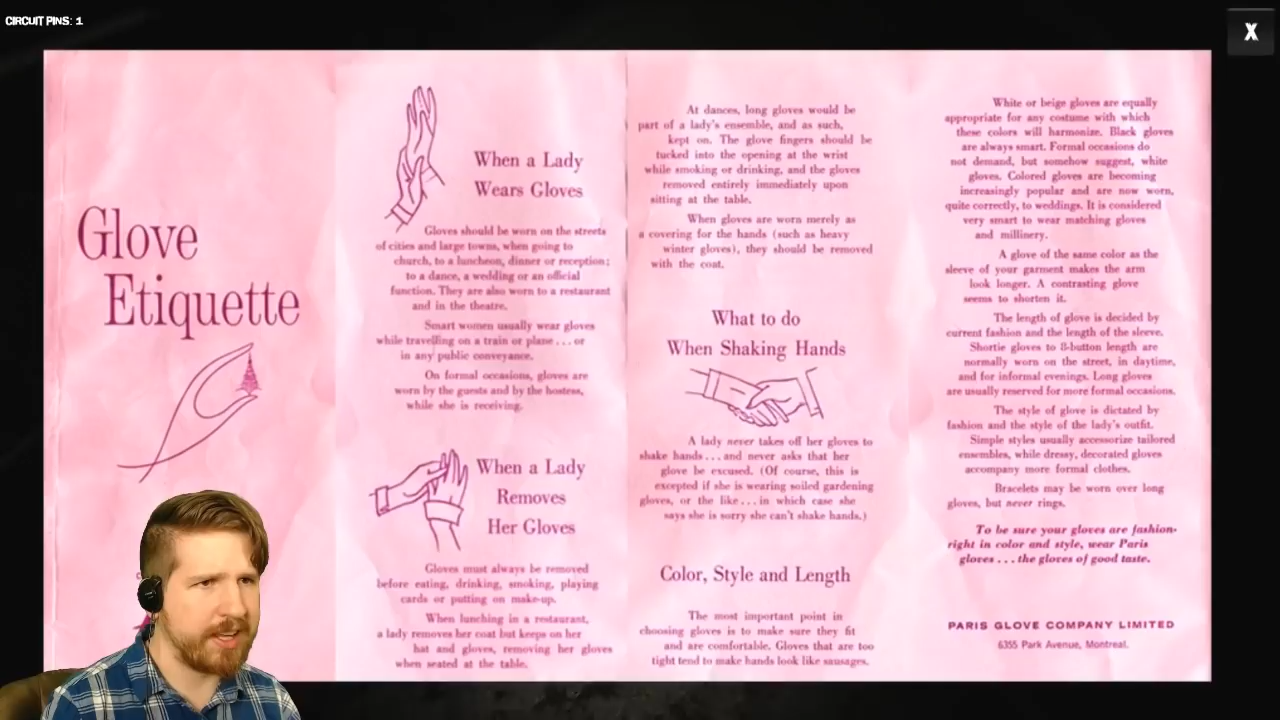 CIRCUIT PINS: 1
X
Glove
Etiquette
When a Lady
Wears Gloves
Gloves should be worn on the streets
of cities and large towns, when going to
church, to a luncheon, dinner or reception;
to a dance, a wedding or an official
function. They are also worn to a restaurant
and in the theatre.
Smart women usually wear gloves
while travelling on a train or plane...or
in any public conveyance.
On formal occasions, gloves are
worn by the guests and by the hostess,
while she is receiving.
When a Lady
Removes
Her Gloves
Gloves must always be removed
before eating, drinking, smoking, playing
cards or putting on make-up.
When lunching in a restaurant,
a lady removes her coat but keeps on her
hat and gloves, removing her gloves
when seated at the table.
At dances, long gloves would be
part of a lady's ensemble, and as such,
kept on. The glove fingers should be
tucked into the opening at the wrist
while smoking or drinking, and the gloves
removed entirely immediately upon
sitting at the table.
When gloves are worn merely as
a covering for the hands (such as heavy
winter gloves), they should be removed
with the coat.
What to do
When Shaking Hands
A lady never takes off her gloves to
shake hands...and never asks that her
glove be excused. (Of course, this is
excepted if she is wearing soiled gardening
gloves, or the like...in which case she
says she is sorry she can't shake hands.)
Color, Style and Length
The most important point in
choosing gloves is to make sure they fit
and are comfortable. Gloves that are too
tight tend to make hands look like sausages.
White or beige gloves are equally
appropriate for any costume with which
these colors will harmonize. Black gloves
are always smart. Formal occasions do
not demand, but somehow suggest, white
gloves. Colored gloves are becoming
increasingly popular and are now worn,
quite correctly, to weddings. It is considered
very smart to wear matching gloves
and millinery.
A glove of the same color as the
sleeve of your garment makes the arm
look longer. A contrasting glove
seems to shorten it.
The length of glove is decided by
current fashion and the length of the sleeve.
Shortie gloves to 8-button length are
normally worn on the street, in daytime,
and for informal evenings. Long gloves
are usually reserved for more formal occasions.
The style of glove is dictated by
fashion and the style of the lady's outfit.
Simple styles usually accessorize tailored
ensembles, while dressy, decorated gloves
accompany more formal clothes.
Bracelets may be worn over long
gloves, but never rings.
To be sure your gloves are fashion-
right in color and style, wear Paris
gloves...the gloves of good taste.
PARIS GLOVE COMPANY LIMITED
6355 Park Avenue, Montreal.